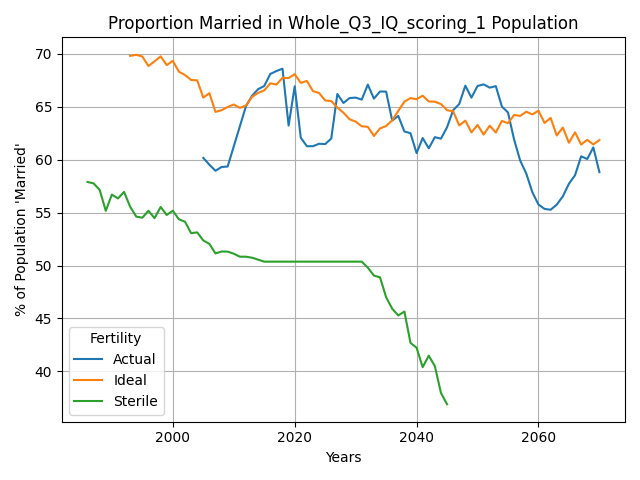 Proportion Married in Whole_Q3_IQ_scoring_1 Population
% of Population 'Married'
70
65
60
55
50
45
40
Fertility
Actual
Ideal
Sterile
2000 2020 2040 2060
Years